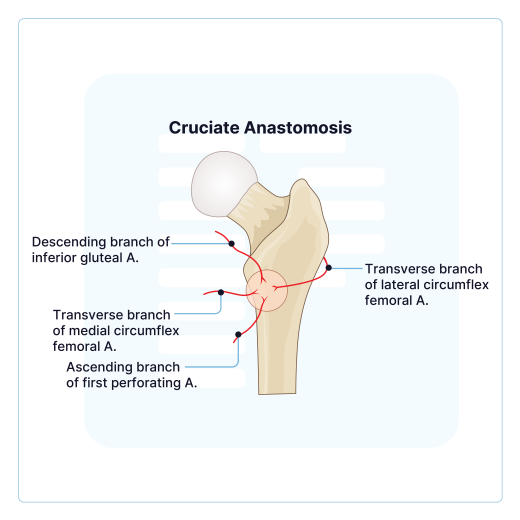 Cruciate Anastomosis
Descending branch of
inferior gluteal A.
Transverse branch
of lateral circumflex
femoral A.
Transverse branch
of medial circumflex
femoral A.
Ascending branch
of first perforating A.